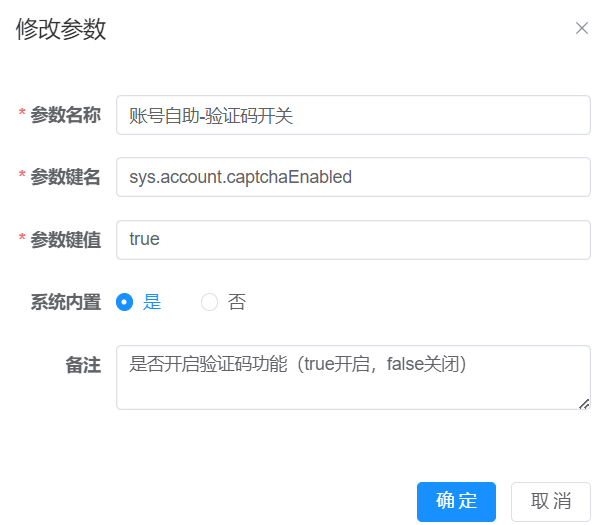 修改参数
* 参数名称 账号自助-验证码开关
* 参数键名 sys.account.captchaEnabled
* 参数键值 true
系统内置 是 否
备注 是否开启验证码功能（true开启，false关闭）
确 定 取 消